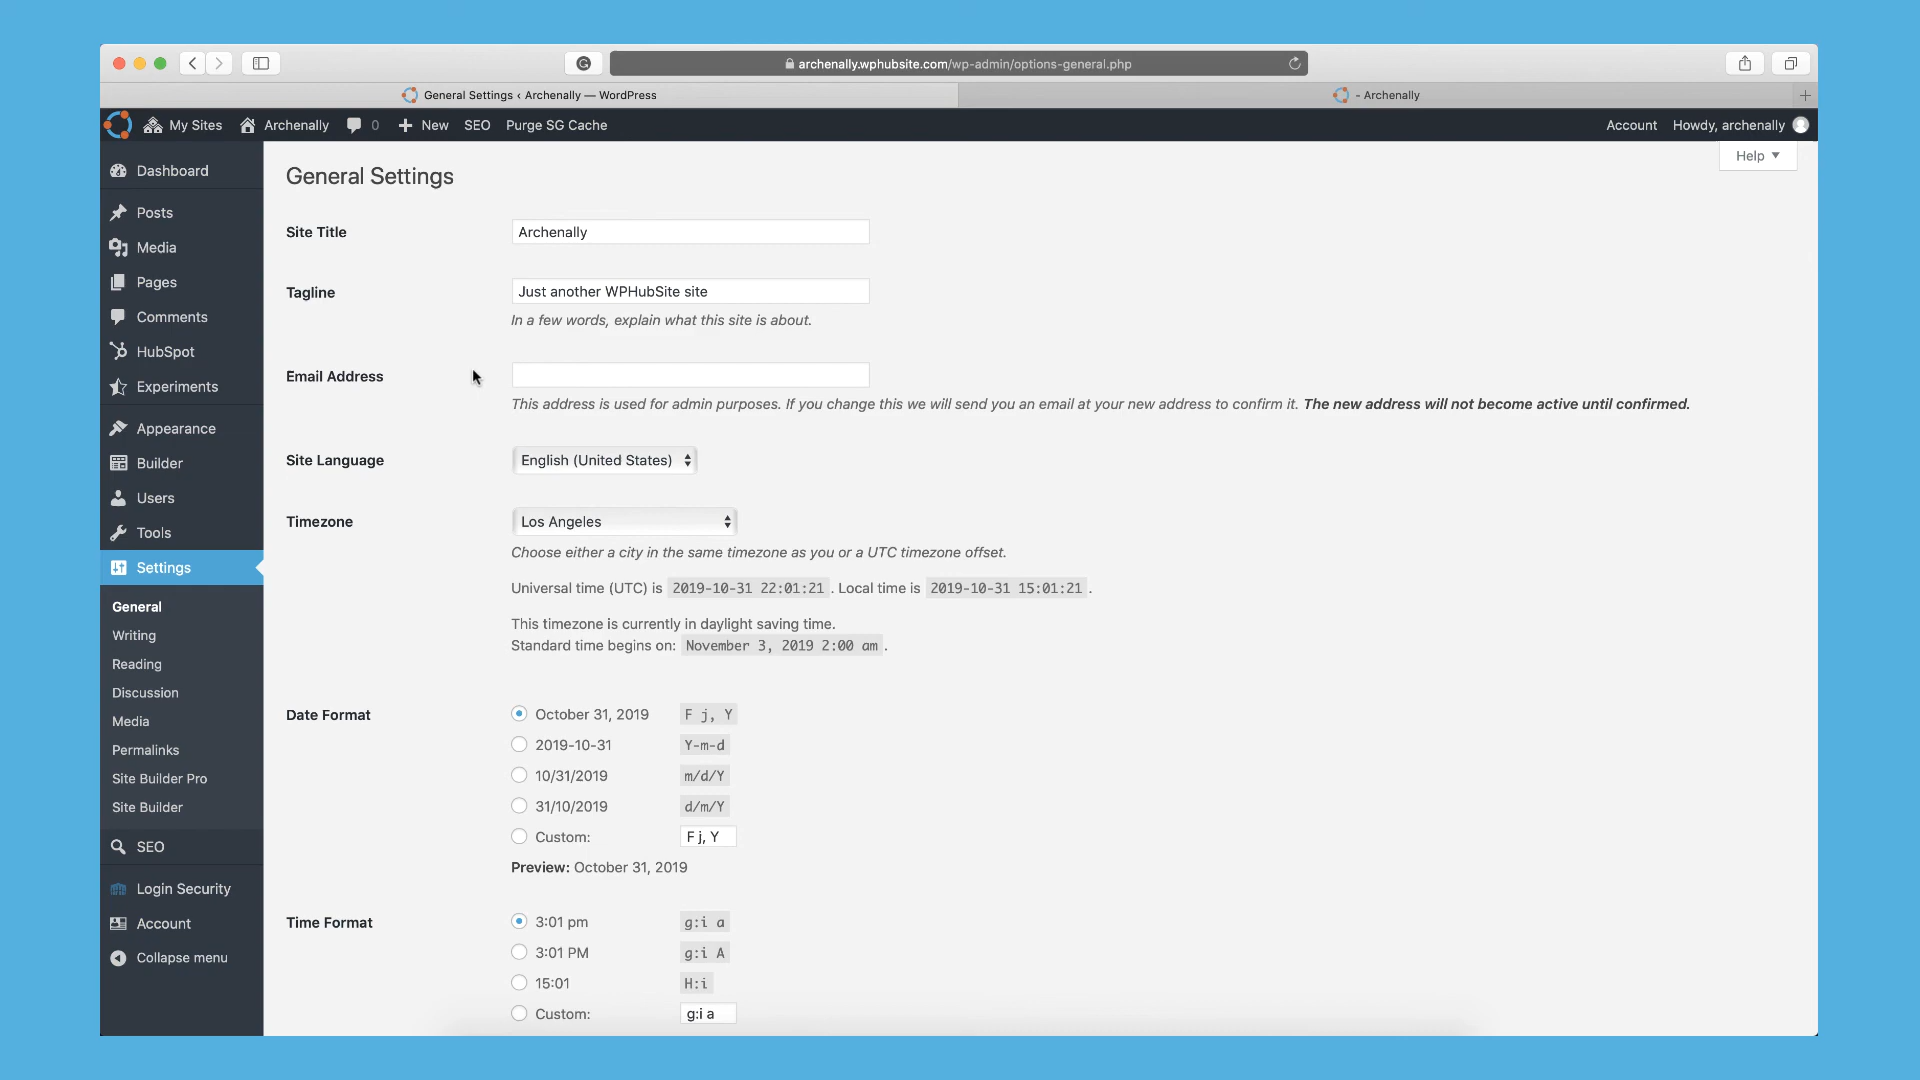 archenally.wphubsite.com/wp-admin/options-general.php
General Settings ‹ Archenally — WordPress
- Archenally
My Sites Archenally 0 New SEO Purge SG Cache
Account Howdy, archenally
Help
Dashboard
Posts
Media
Pages
Comments
HubSpot
Experiments
Appearance
Builder
Users
Tools
Settings
General
Writing
Reading
Discussion
Media
Permalinks
Site Builder Pro
Site Builder
SEO
Login Security
Account
Collapse menu
General Settings
Site Title Archenally
Tagline Just another WPHubSite site
In a few words, explain what this site is about.
Email Address
This address is used for admin purposes. If you change this we will send you an email at your new address to confirm it. The new address will not become active until confirmed.
Site Language English (United States)
Timezone Los Angeles
Choose either a city in the same timezone as you or a UTC timezone offset.
Universal time (UTC) is 2019-10-31 22:01:21 . Local time is 2019-10-31 15:01:21 .
This timezone is currently in daylight saving time.
Standard time begins on: November 3, 2019 2:00 am .
Date Format October 31, 2019 F j, Y
2019-10-31 Y-m-d
10/31/2019 m/d/Y
31/10/2019 d/m/Y
Custom: F j, Y
Preview: October 31, 2019
Time Format 3:01 pm g:i a
3:01 PM g:i A
15:01 H:i
Custom: g:i a